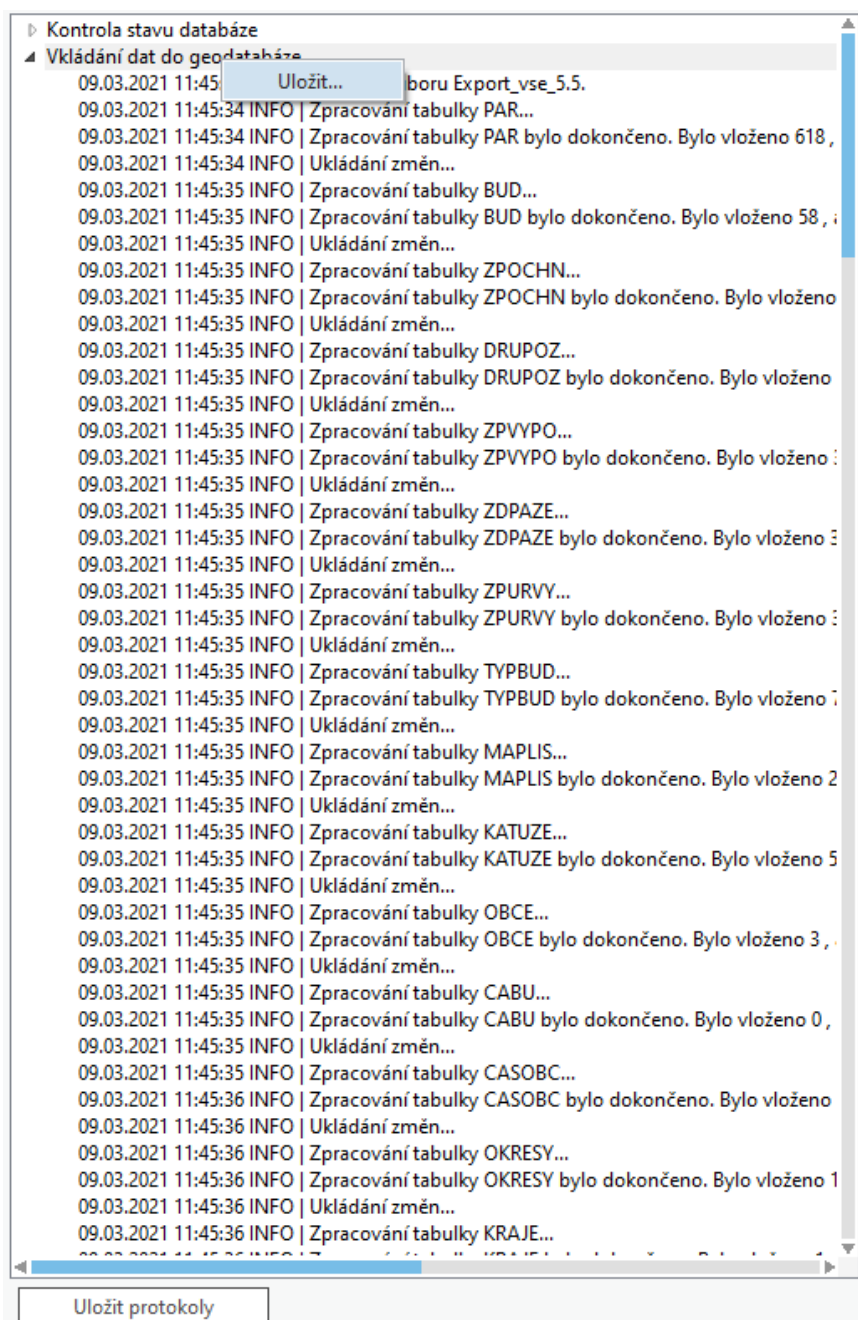 Kontrola stavu databáze
Vkládání dat do geodatabáze
09.03.2021 11:45: boru Export_vse_5.5.
Uložit...
09.03.2021 11:45:34 INFO | Zpracování tabulky PAR...
09.03.2021 11:45:34 INFO | Zpracování tabulky PAR bylo dokončeno. Bylo vloženo 618 ,
09.03.2021 11:45:34 INFO | Ukládání změn...
09.03.2021 11:45:35 INFO | Zpracování tabulky BUD...
09.03.2021 11:45:35 INFO | Zpracování tabulky BUD bylo dokončeno. Bylo vloženo 58 ,
09.03.2021 11:45:35 INFO | Ukládání změn...
09.03.2021 11:45:35 INFO | Zpracování tabulky ZPOCHN...
09.03.2021 11:45:35 INFO | Zpracování tabulky ZPOCHN bylo dokončeno. Bylo vloženo
09.03.2021 11:45:35 INFO | Ukládání změn...
09.03.2021 11:45:35 INFO | Zpracování tabulky DRUPOZ...
09.03.2021 11:45:35 INFO | Zpracování tabulky DRUPOZ bylo dokončeno. Bylo vloženo
09.03.2021 11:45:35 INFO | Ukládání změn...
09.03.2021 11:45:35 INFO | Zpracování tabulky ZPVYPO...
09.03.2021 11:45:35 INFO | Zpracování tabulky ZPVYPO bylo dokončeno. Bylo vloženo
09.03.2021 11:45:35 INFO | Ukládání změn...
09.03.2021 11:45:35 INFO | Zpracování tabulky ZDPAZE...
09.03.2021 11:45:35 INFO | Zpracování tabulky ZDPAZE bylo dokončeno. Bylo vloženo 3
09.03.2021 11:45:35 INFO | Ukládání změn...
09.03.2021 11:45:35 INFO | Zpracování tabulky ZPURVY...
09.03.2021 11:45:35 INFO | Zpracování tabulky ZPURVY bylo dokončeno. Bylo vloženo 3
09.03.2021 11:45:35 INFO | Ukládání změn...
09.03.2021 11:45:35 INFO | Zpracování tabulky TYPBUD...
09.03.2021 11:45:35 INFO | Zpracování tabulky TYPBUD bylo dokončeno. Bylo vloženo 7
09.03.2021 11:45:35 INFO | Ukládání změn...
09.03.2021 11:45:35 INFO | Zpracování tabulky MAPLIS...
09.03.2021 11:45:35 INFO | Zpracování tabulky MAPLIS bylo dokončeno. Bylo vloženo 2
09.03.2021 11:45:35 INFO | Ukládání změn...
09.03.2021 11:45:35 INFO | Zpracování tabulky KATUZE...
09.03.2021 11:45:35 INFO | Zpracování tabulky KATUZE bylo dokončeno. Bylo vloženo 5
09.03.2021 11:45:35 INFO | Ukládání změn...
09.03.2021 11:45:35 INFO | Zpracování tabulky OBCE...
09.03.2021 11:45:35 INFO | Zpracování tabulky OBCE bylo dokončeno. Bylo vloženo 3 ,
09.03.2021 11:45:35 INFO | Ukládání změn...
09.03.2021 11:45:35 INFO | Zpracování tabulky CABU...
09.03.2021 11:45:35 INFO | Zpracování tabulky CABU bylo dokončeno. Bylo vloženo 0 ,
09.03.2021 11:45:35 INFO | Ukládání změn...
09.03.2021 11:45:35 INFO | Zpracování tabulky CASOBC...
09.03.2021 11:45:36 INFO | Zpracování tabulky CASOBC bylo dokončeno. Bylo vloženo
09.03.2021 11:45:36 INFO | Ukládání změn...
09.03.2021 11:45:36 INFO | Zpracování tabulky OKRESY...
09.03.2021 11:45:36 INFO | Zpracování tabulky OKRESY bylo dokončeno. Bylo vloženo 1
09.03.2021 11:45:36 INFO | Ukládání změn...
09.03.2021 11:45:36 INFO | Zpracování tabulky KRAJE...
Uložit protokoly